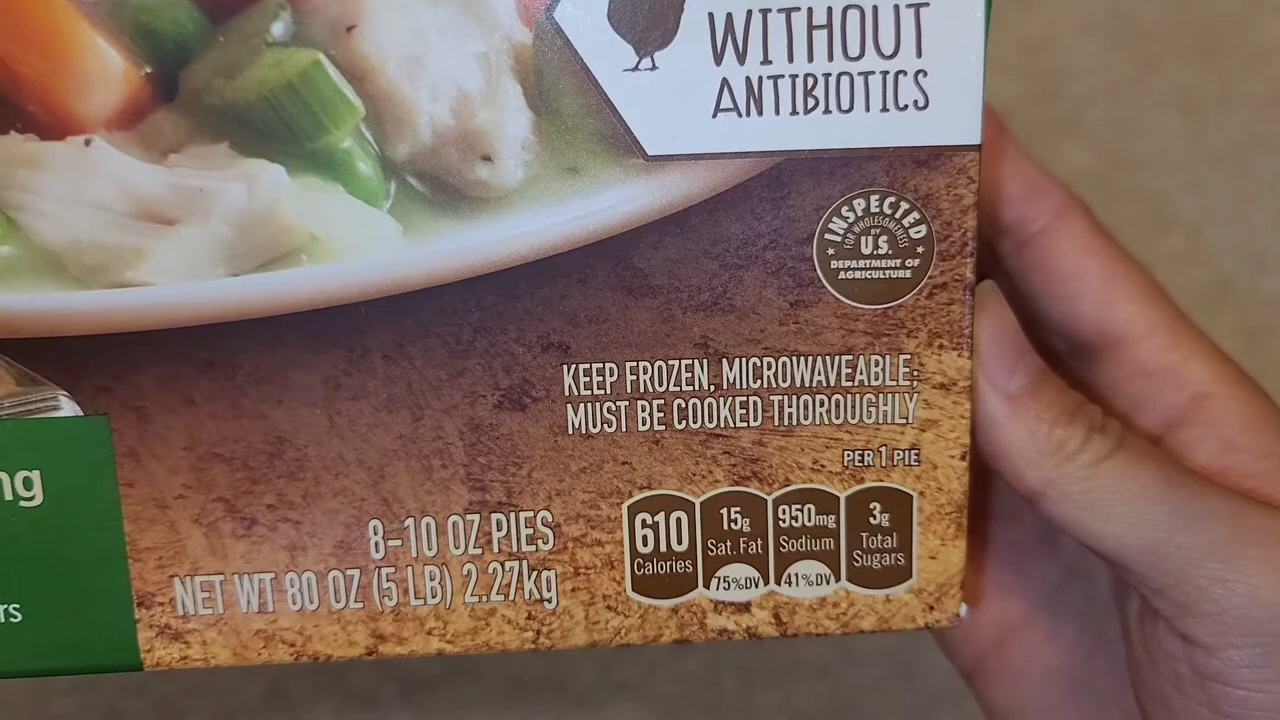 WITHOUT
ANTIBIOTICS
INSPECTED
FOR WHOLESOMENESS
BY
U.S.
DEPARTMENT OF
AGRICULTURE
KEEP FROZEN, MICROWAVEABLE;
MUST BE COOKED THOROUGHLY
PER 1 PIE
610
Calories
15g
Sat. Fat
75%DV
950mg
Sodium
41%DV
3g
Total
Sugars
8-10 OZ PIES
NET WT 80 OZ (5 LB) 2.27kg
ng
rs